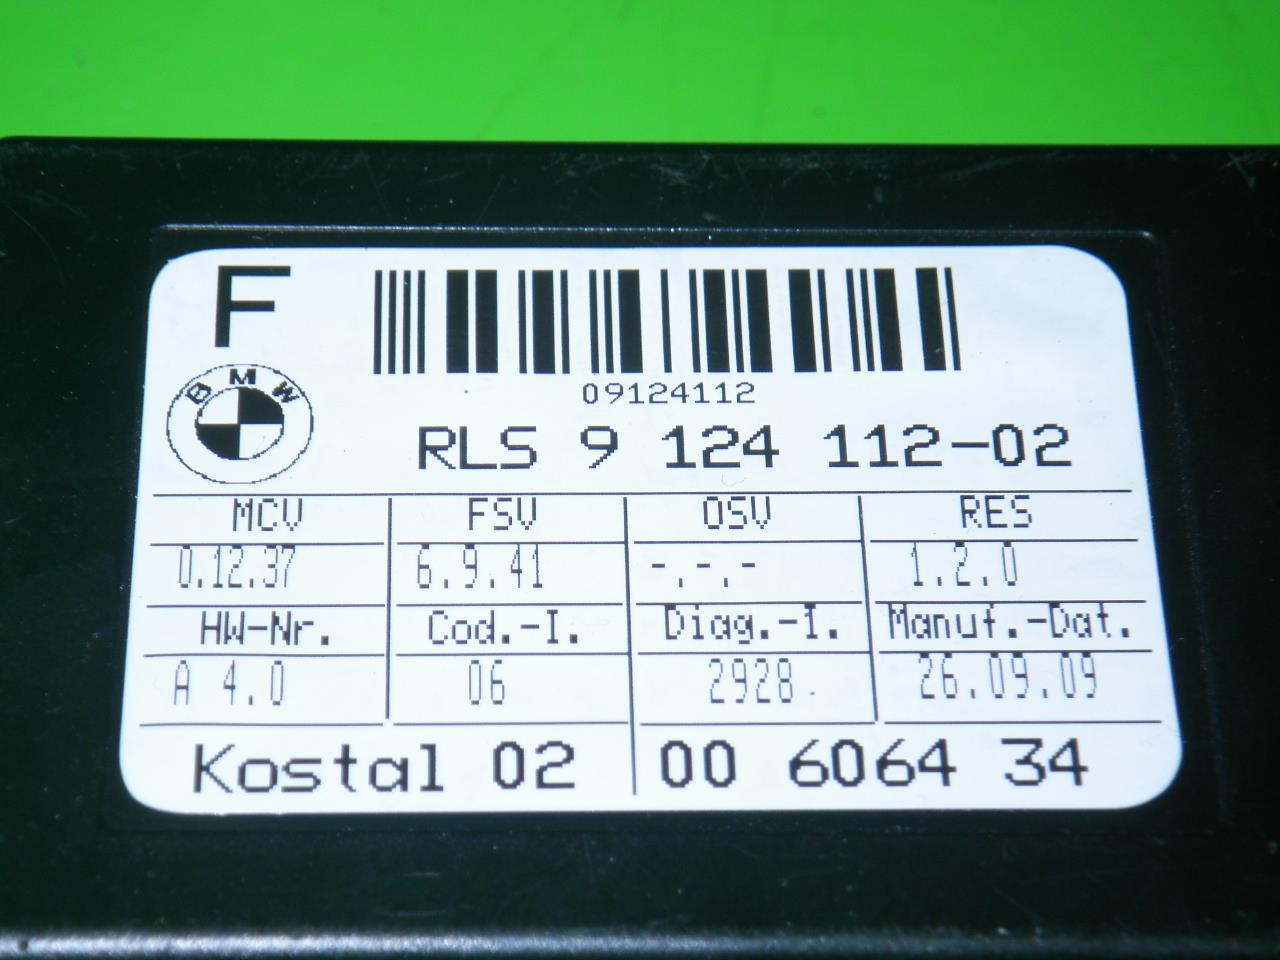 F
BMW
09124112
RLS 9 124 112-02
MCV FSV OSV RES
0.12.37 6.9.41 -.-.- 1.2.0
HW-Nr. Cod.-I. Diag.-I. Manuf.-Dat.
A 4.0 06 2928 26.09.09
Kostal 02 00 6064 34